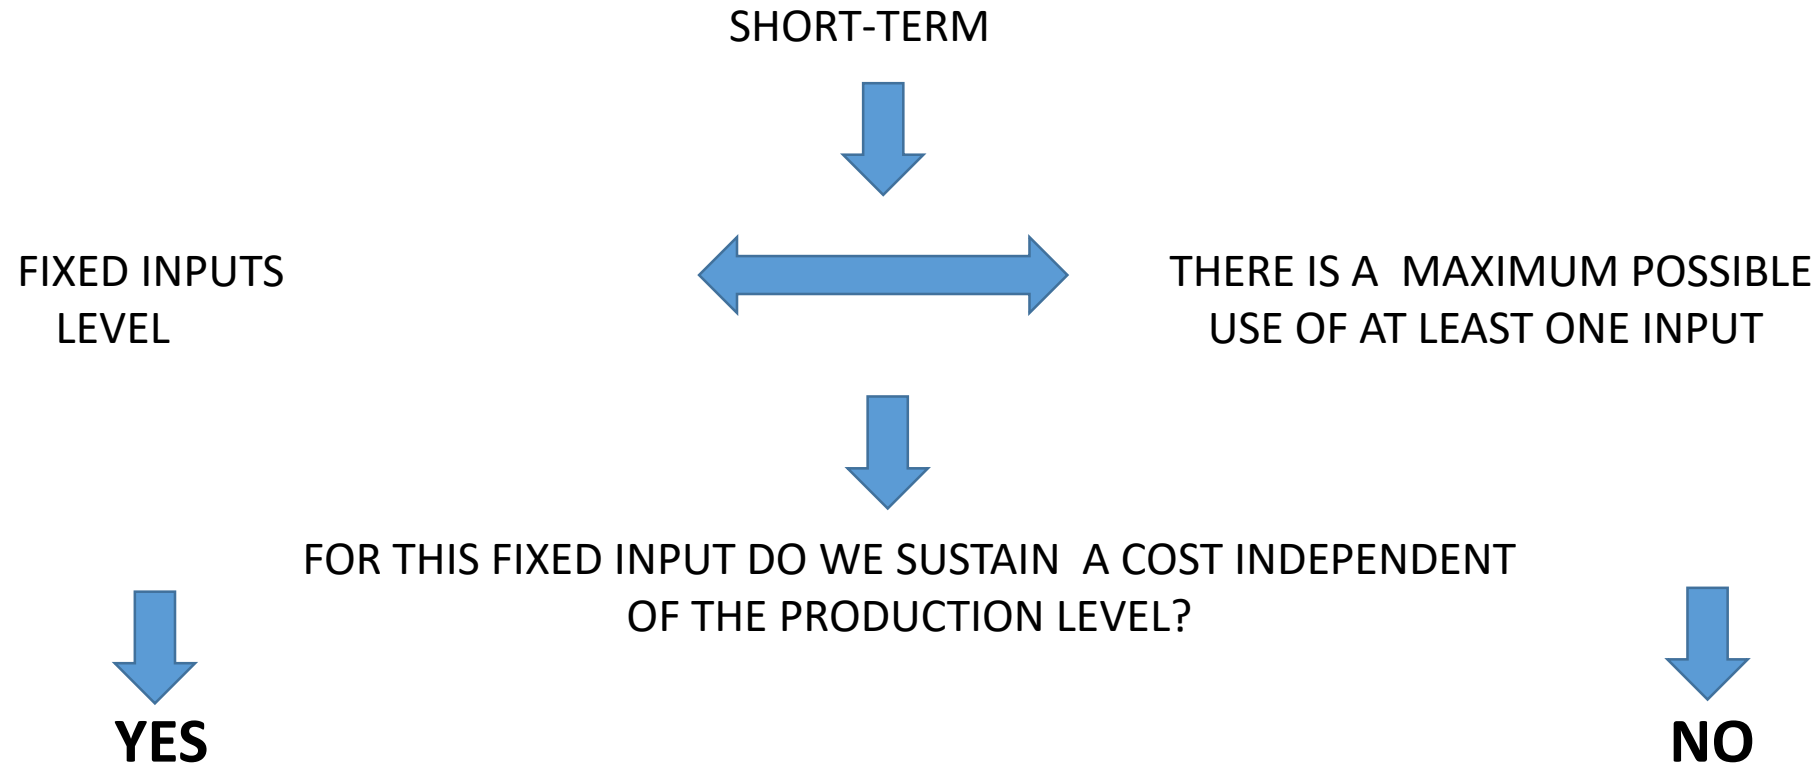 SHORT-TERM
FIXED INPUTS
LEVEL
THERE IS A MAXIMUM POSSIBLE
USE OF AT LEAST ONE INPUT
FOR THIS FIXED INPUT DO WE SUSTAIN A COST INDEPENDENT
OF THE PRODUCTION LEVEL?
YES
NO